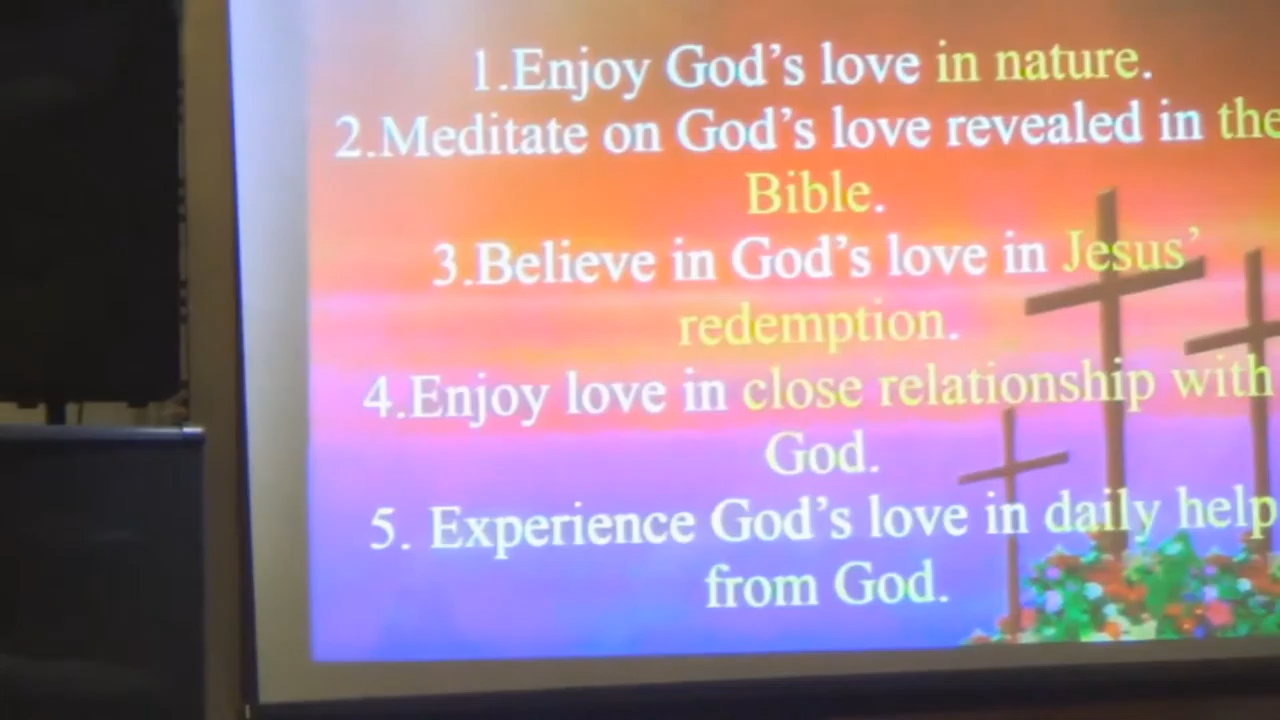 1.Enjoy God's love in nature.
2.Meditate on God's love revealed in the
Bible.
3.Believe in God's love in Jesus'
redemption.
4.Enjoy love in close relationship with
God.
5. Experience God's love in daily help
from God.